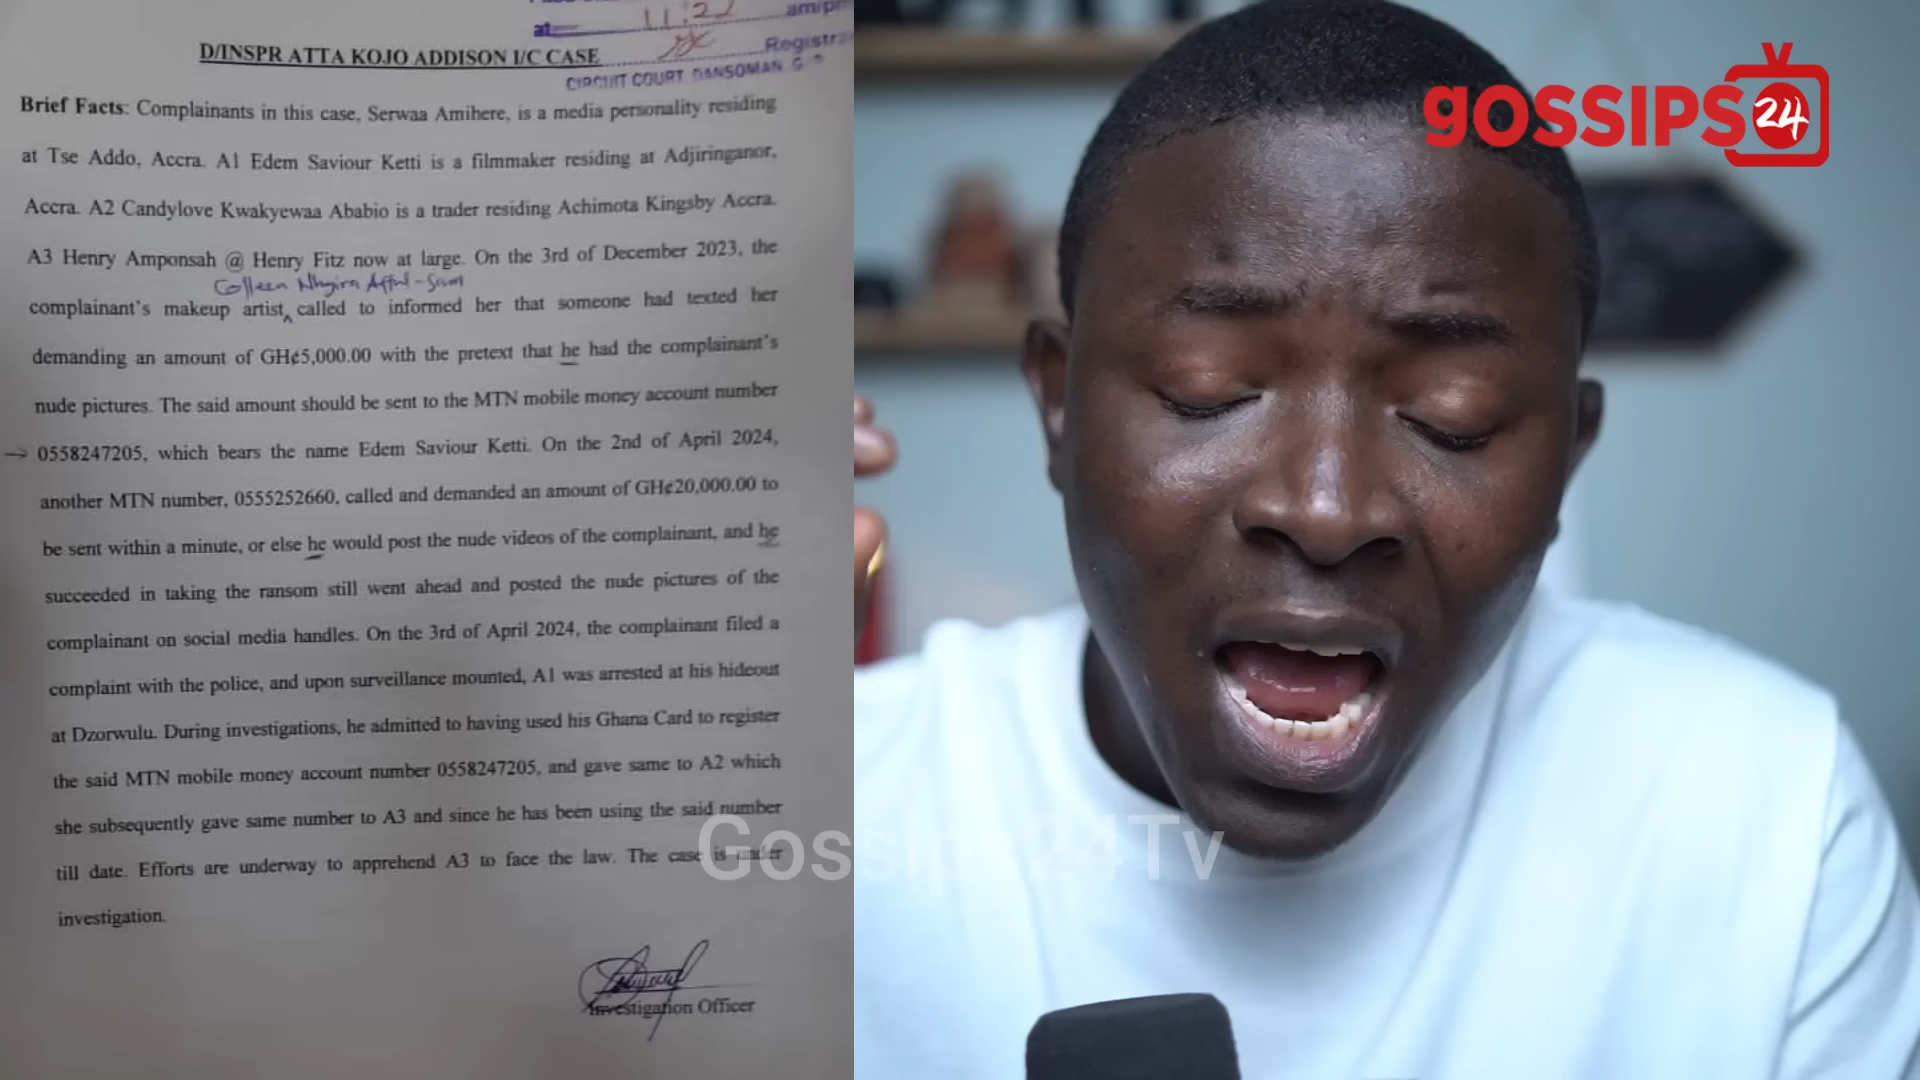 at 11:22 am/pm
D/INSPR ATTA KOJO ADDISON I/C CASE
CIRCUIT COURT, DANSOMAN
Brief Facts: Complainants in this case, Serwaa Amihere, is a media personality residing
at Tse Addo, Accra. A1 Edem Saviour Ketti is a filmmaker residing at Adjiringanor,
Accra. A2 Candylove Kwakyewaa Ababio is a trader residing Achimota Kingsby Accra.
A3 Henry Amponsah @ Henry Fitz now at large. On the 3rd of December 2023, the
Colleen
complainant's makeup artist, called to informed her that someone had texted her
demanding an amount of GH¢5,000.00 with the pretext that he had the complainant's
nude pictures. The said amount should be sent to the MTN mobile money account number
→ 0558247205, which bears the name Edem Saviour Ketti. On the 2nd of April 2024,
another MTN number, 0555252660, called and demanded an amount of GH¢20,000.00 to
be sent within a minute, or else he would post the nude videos of the complainant, and he
succeeded in taking the ransom still went ahead and posted the nude pictures of the
complainant on social media handles. On the 3rd of April 2024, the complainant filed a
complaint with the police, and upon surveillance mounted, A1 was arrested at his hideout
at Dzorwulu. During investigations, he admitted to having used his Ghana Card to register
the said MTN mobile money account number 0558247205, and gave same to A2 which
she subsequently gave same number to A3 and since he has been using the said number
till date. Efforts are underway to apprehend A3 to face the law. The case is under
investigation.
Investigation Officer
Gossips24Tv
gOSSIPS 24